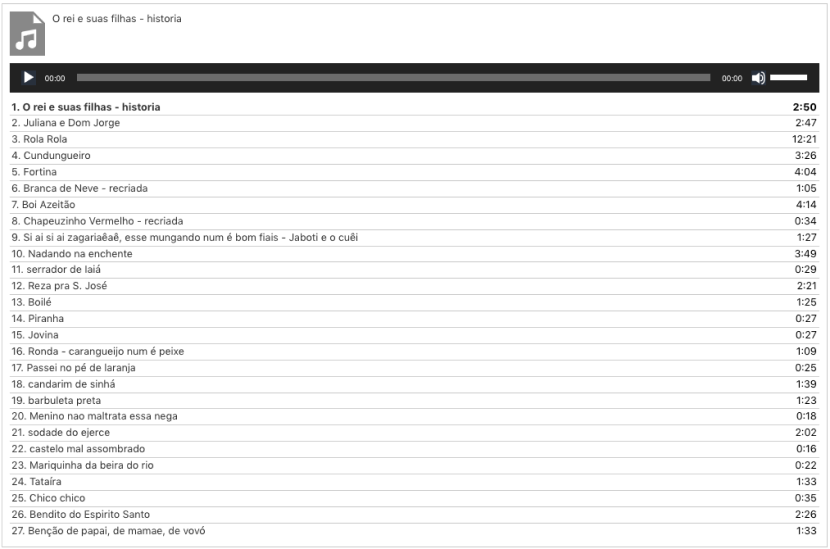 O rei e suas filhas - historia
00:00 00:00
1. O rei e suas filhas - historia 2:50
2. Juliana e Dom Jorge 2:47
3. Rola Rola 12:21
4. Cundungueiro 3:26
5. Fortina 4:04
6. Branca de Neve - recriada 1:05
7. Boi Azeitão 4:14
8. Chapeuzinho Vermelho - recriada 0:34
9. Si ai si ai zagariaêaê, esse mungando num é bom fiais - Jaboti e o cuêi 1:27
10. Nadando na enchente 3:49
11. serrador de Iaiá 0:29
12. Reza pra S. José 2:21
13. Boilé 1:25
14. Piranha 0:27
15. Jovina 0:27
16. Ronda - carangueijo num é peixe 1:09
17. Passei no pé de laranja 0:25
18. candarim de sinhá 1:39
19. barbuleta preta 1:23
20. Menino nao maltrata essa nega 0:18
21. sodade do ejerce 2:02
22. castelo mal assombrado 0:16
23. Mariquinha da beira do rio 0:22
24. Tataíra 1:33
25. Chico chico 0:35
26. Bendito do Espirito Santo 2:26
27. Benção de papai, de mamae, de vovó 1:33